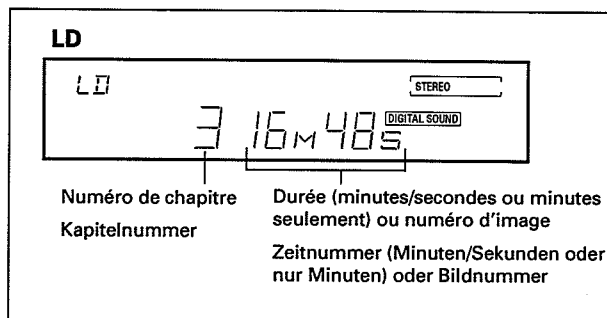 LD
LD
STEREO
3 16M 48S
DIGITAL SOUND
Numéro de chapitre
Kapitelnummer
Durée (minutes/secondes ou minutes
seulement) ou numéro d'image
Zeitnummer (Minuten/Sekunden oder
nur Minuten) oder Bildnummer